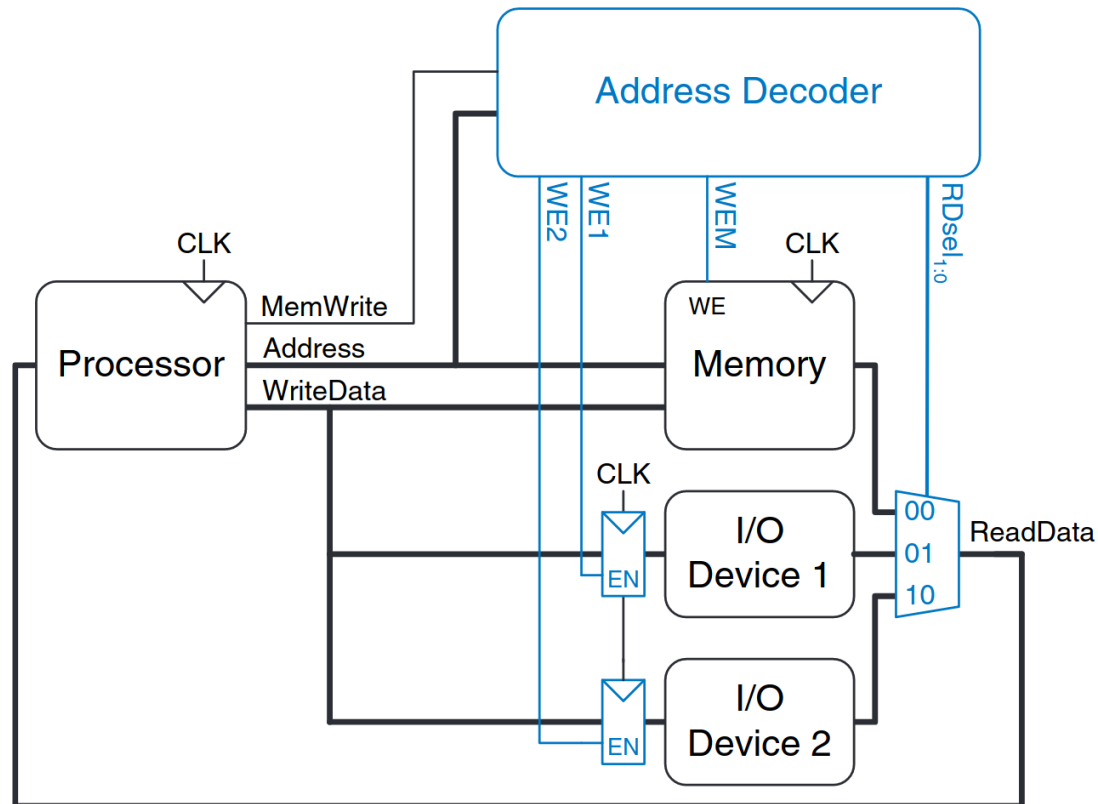 Address Decoder
WE2
WE1
WEM
RDsel1:0
CLK
CLK
MemWrite
WE
Processor
Address
Memory
WriteData
CLK
EN
I/O
Device 1
00
01
10
ReadData
EN
I/O
Device 2